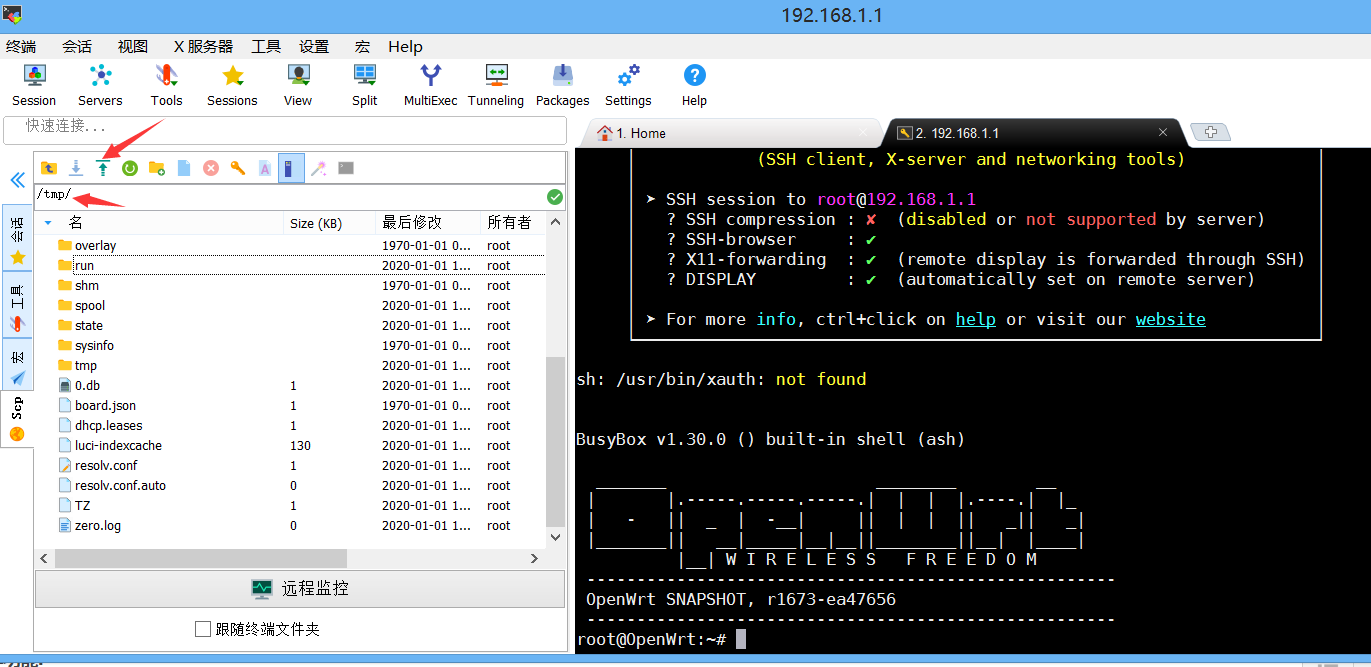 192.168.1.1
终端 会话 视图 X 服务器 工具 设置 宏 Help
Session Servers Tools Sessions View Split MultiExec Tunneling Packages Settings Help
快速连接...
1. Home
2. 192.168.1.1
/tmp/
名 Size (KB) 最后修改 所有者
overlay 1970-01-01 0... root
run 2020-01-01 1... root
shm 1970-01-01 0... root
spool 2020-01-01 1... root
state 2020-01-01 1... root
sysinfo 1970-01-01 0... root
tmp 2020-01-01 1... root
0.db 1 2020-01-01 1... root
board.json 1 1970-01-01 0... root
dhcp.leases 1 2020-01-01 1... root
luci-indexcache 130 2020-01-01 1... root
resolv.conf 1 2020-01-01 1... root
resolv.conf.auto 0 2020-01-01 1... root
TZ 1 2020-01-01 1... root
zero.log 0 2020-01-01 1... root
会话
工具
宏
Scp
远程监控
跟随终端文件夹
(SSH client, X-server and networking tools)
➤ SSH session to root@192.168.1.1
? SSH compression : ✘ (disabled or not supported by server)
? SSH-browser : ✔
? X11-forwarding : ✔ (remote display is forwarded through SSH)
? DISPLAY : ✔ (automatically set on remote server)
➤ For more info, ctrl+click on help or visit our website
sh: /usr/bin/xauth: not found
BusyBox v1.30.0 () built-in shell (ash)
OpenWrt
W I R E L E S S F R E E D O M
-----------------------------------------------------
OpenWrt SNAPSHOT, r1673-ea47656
-----------------------------------------------------
root@OpenWrt:~#